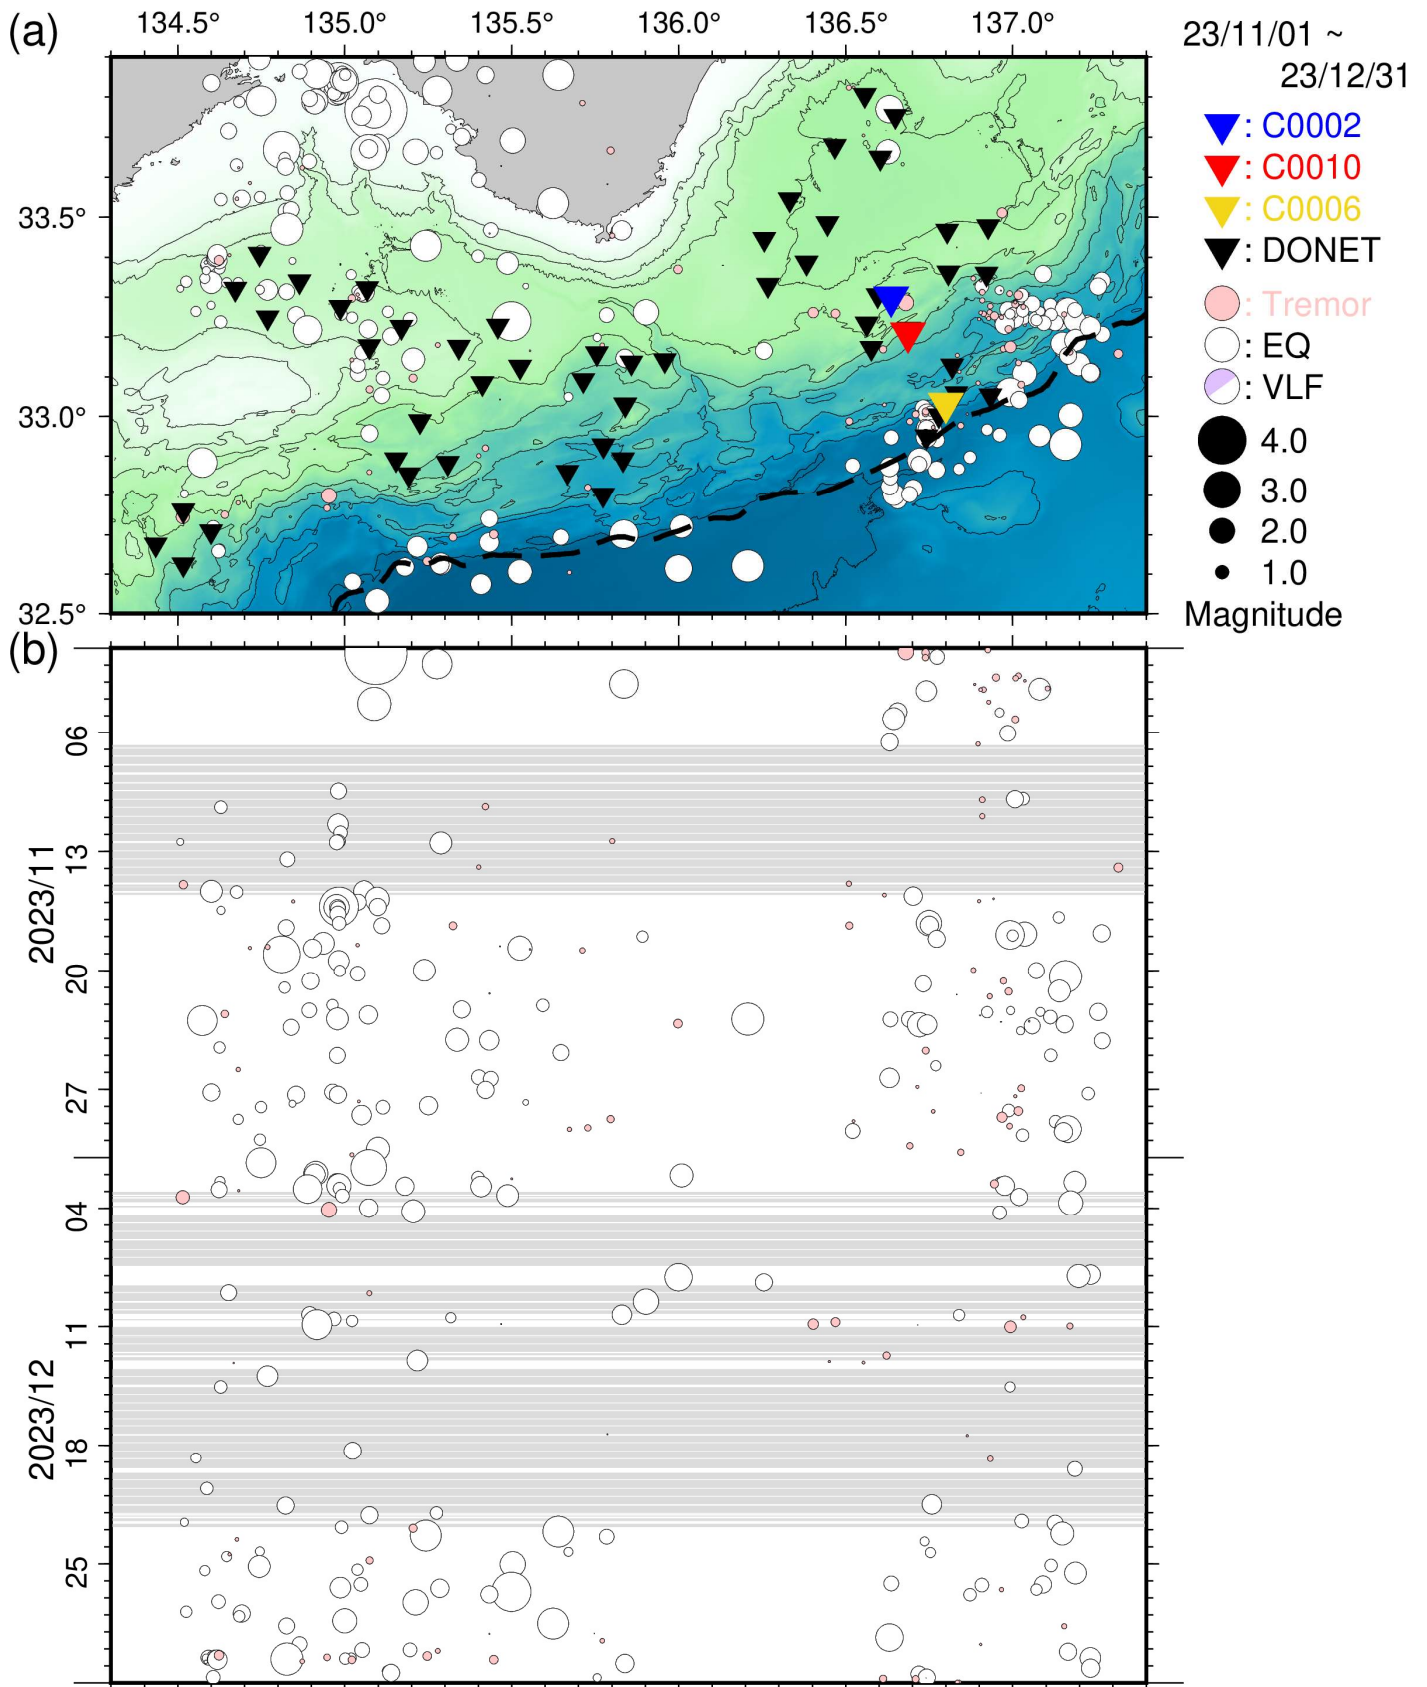 (a)
134.5° 135.0° 135.5° 136.0° 136.5° 137.0°
23/11/01 ~
23/12/31
: C0002
: C0010
: C0006
: DONET
: Tremor
: EQ
: VLF
4.0
3.0
2.0
1.0
Magnitude
33.5°
33.0°
32.5°
(b)
06
13
20
27
2023/11
04
11
18
25
2023/12